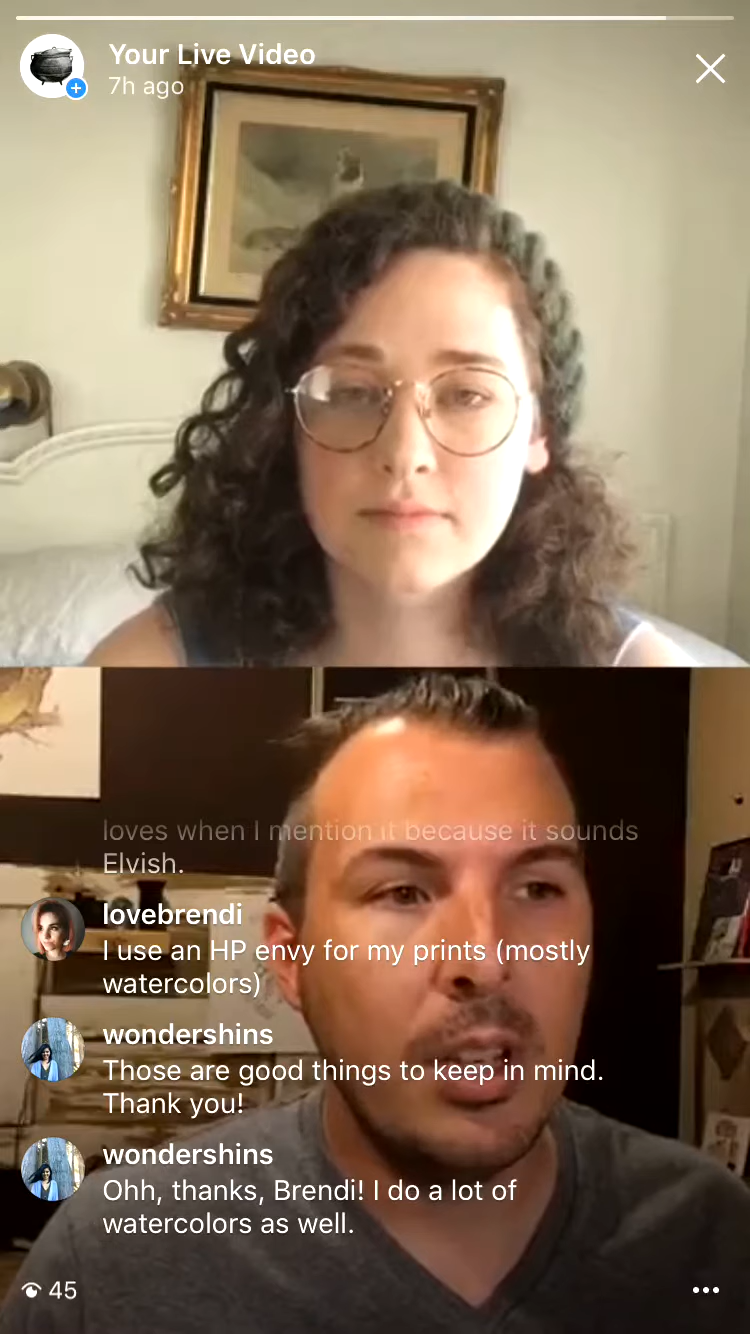 Your Live Video
7h ago
loves when I mention it because it sounds
Elvish.
lovebrendi
I use an HP envy for my prints (mostly
watercolors)
wondershins
Those are good things to keep in mind.
Thank you!
wondershins
Ohh, thanks, Brendi! I do a lot of
watercolors as well.
45